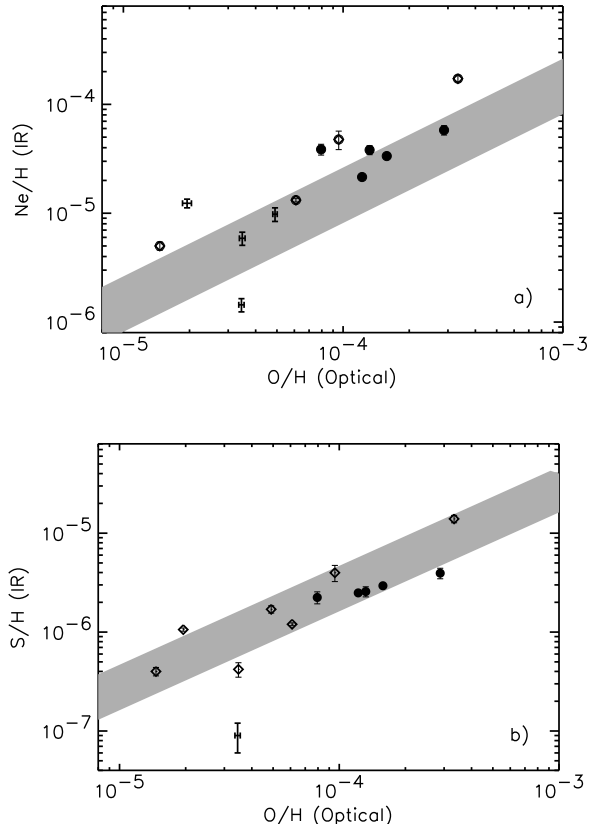 10⁻⁴
10⁻⁵
10⁻⁶
Ne/H (IR)
a)
10⁻⁵ 10⁻⁴ 10⁻³
O/H (Optical)
10⁻⁵
10⁻⁶
10⁻⁷
S/H (IR)
b)
10⁻⁵ 10⁻⁴ 10⁻³
O/H (Optical)